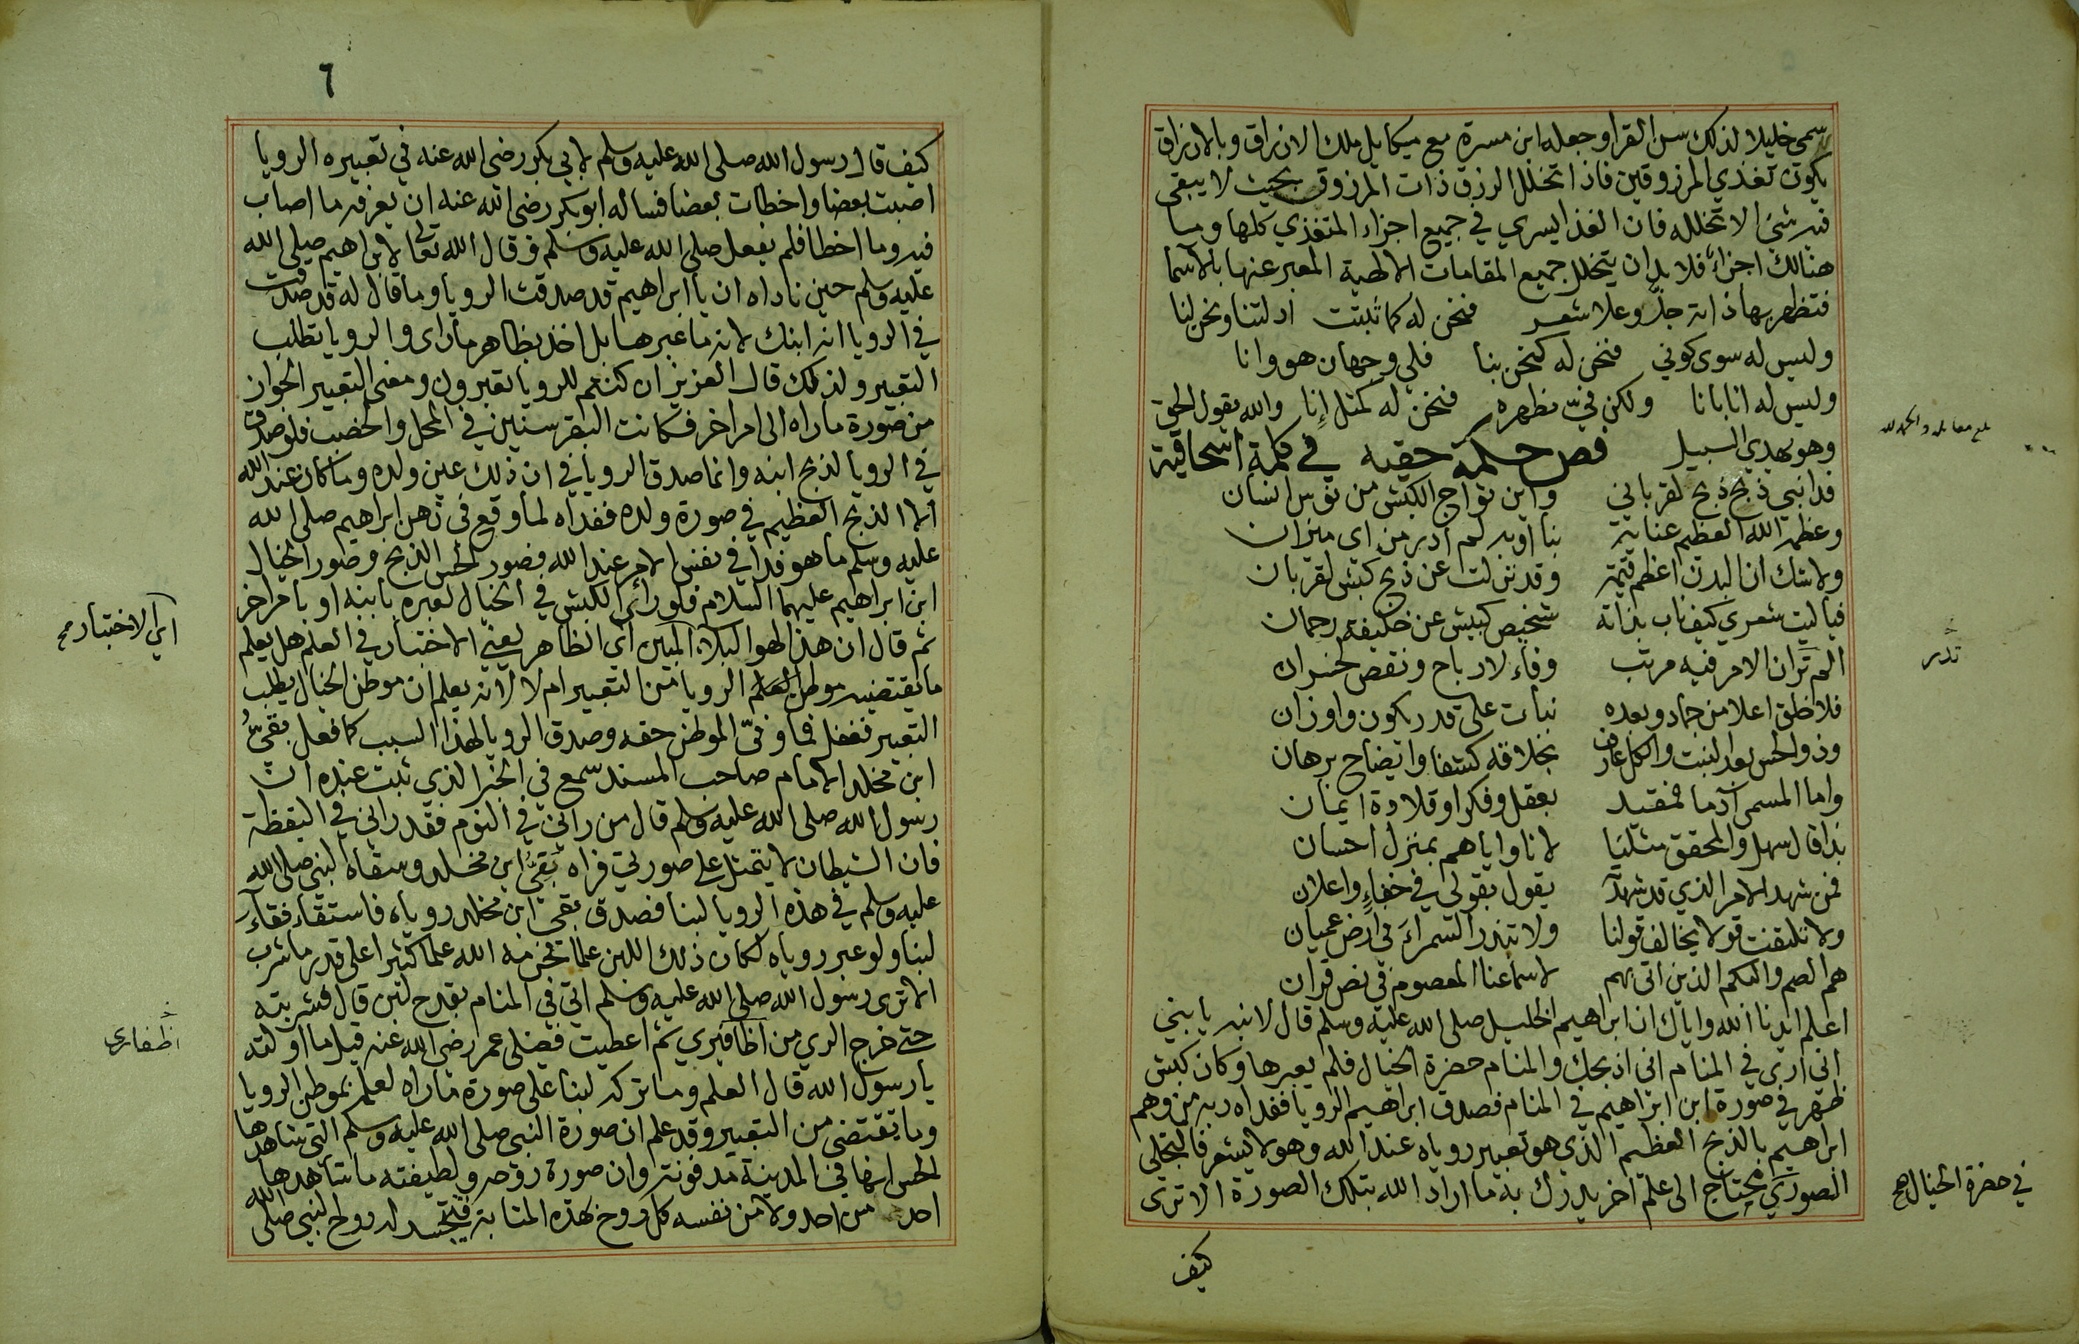 سمى خليلا لذلك سن القرا وجعله ابن مسرة مع ميكايل ملك الارزاق وبالارزاق
يكون تغذي المرزوقين فاذا تخلل الرزق ذات المرزوق بحيث لا يبقى
فيه شئ الا تخلله فان الغذا يسري في جميع اجزاء المتغذي كلها وما
هنالك اجزاء فلا بد ان يتخلل جميع المقامات الالهية المعبر عنها بالاسما
فتظهر بها ذاته جل وعلا شعر فنحن له كما ثبتت ادلتنا ونحن لنا
وليس له سوى كوني فنحن له كنحن بنا فلي وجهان هو وانا
وليس له انا بانا ولكن فيّ مظهره فنحن له كمثل إنا والله يقول الحق
وهو يهدي السبيل فص حكمة حقيه في كلمة اسحاقية
بلغ مقابلة والحمد لله
فدا نبي ذبح ذبح لقرباني واين ثواج الكبش من نوس انسان
وعظمه الله العظيم عناية بنا او به لم ادر من اي ميزان
ولا شك ان البدن اعظم قيمة وقد نزلت عن ذبح كبش لقربان
فيا ليت شعري كيف ناب بذاته شخيص كبيش عن خليفة رحمان
الم تر ان الامر فيه مرتب وفاء لارباح ونقص لخسران
تدر
فلا خلق اعلا من جماد وبعده نبات على قدر يكون واوزان
وذو الحس بعد النبت والكل عارف بخلاقه كشفا وايضاح برهان
واما المسمى آدما فمقيد بعقل وفكر او قلادة ايمان
بذا قال سهل والمحقق مثلنا لانا واياهم بمنزل احسان
فمن شهد الامر الذي قد شهدته يقول بقولي في خفاء واعلان
ولا تلتفت قولا يخالف قولنا ولا تبذر السمراء في ارض عميان
هم الصم والبكم الذين اتى بهم لاسماعنا المعصوم في نص قران
اعلم ايدنا الله واياك ان ابراهيم الخليل صلى الله عليه وسلم قال لابنه يا بني
اني ارى في المنام اني اذبحك والمنام حضرة الخيال فلم يعبرها وكان كبش
ظهر في صورة ابن ابراهيم في المنام فصدق ابراهيم الرويا ففداه ربه من وهم
ابراهيم بالذبح العظيم الذي هو تعبير روياه عند الله وهو لا يشعر فالتجلي
الصوري محتاج الى علم اخر يدرك به ما اراد الله بتلك الصورة الا ترى
في حضرة الخيال صح
كيف
٦
كيف قال رسول الله صلى الله عليه وسلم لابي بكر رضي الله عنه في تعبيره الرويا
اصبت بعضا واخطات بعضا فساله ابو بكر رضي الله عنه ان يعرفه ما اصاب
فيه وما اخطا فلم يفعل صلى الله عليه وسلم وقال الله تعالى لابراهيم صلى الله
عليه وسلم حين ناداه ان يا ابراهيم قد صدقت الرويا وما قال له قد صدقت
في الرويا انه ابنك لانه ما عبرها بل اخذ بظاهر ما راى والرويا تطلب
التعبير ولذلك قال العزيز ان كنتم للرويا تعبرون ومعنى التعبير الجواز
من صورة ما راه الى امر اخر فكانت البقر سنين في المحل والخصب فلو صدق
في الرويا لذبح ابنه وانما صدق الرويا في ان ذلك عين ولده وما كان عند الله
الا الذبح العظيم في صورة ولده ففداه لما وقع في ذهن ابراهيم صلى الله
عليه وسلم ما هو فدا في نفس الامر عند الله فصور الحس الذبح وصور الخيال
ابن ابراهيم عليهما السلام فلو رأى الكبش في الخيال لعبره بابنه او بامر اخر
ثم قال ان هذا لهو البلاء المبين اي الظاهر يعني الاختبار في العلم هل يعلم
اي الاختبار صح
ما يقتضيه موطن العلم الرويا من التعبير ام لا لانه يعلم ان موطن الخيال يطلب
التعبير فغفل فما وفّى الموطن حقه وصدق الرويا لهذا السبب كما فعل بقيّ
ابن مخلد الامام صاحب المسند سمع في الخبر الذي ثبت عنده ان
رسول الله صلى الله عليه وسلم قال من راني في النوم فقد راني في اليقظة
فان الشيطان لا يتمثل على صورتي فراه بقيّ ابن مخلد وسقاه النبي صلى الله
عليه وسلم في هذه الرويا لبنا فصدق بقي ابن مخلد روياه فاستقاء فقاء
لبنا ولو عبر روياه لكان ذلك اللبن علما فحرمه الله علما كثيرا على قدر ما شرب
الا ترى رسول الله صلى الله عليه وسلم اتي في المنام بقدح لبن قال فشربته
حتى خرج الري من اظافيري ثم اعطيت فضلى عمر رضي الله عنه قيل ما اولته
اظفاري
يا رسول الله قال العلم وما تركه لبنا على صورة ما راه لعلمه بموطن الرويا
وما تقتضى من التعبير وقد علم ان صورة النبي صلى الله عليه وسلم التي شاهدها
الحس انها في المدينة مدفونة وان صورة روحه ولطيفته ما شاهدها
احد من احد ولا من نفسه كل روح بهذه المثابة فتتجسد له روح النبي صلى الله